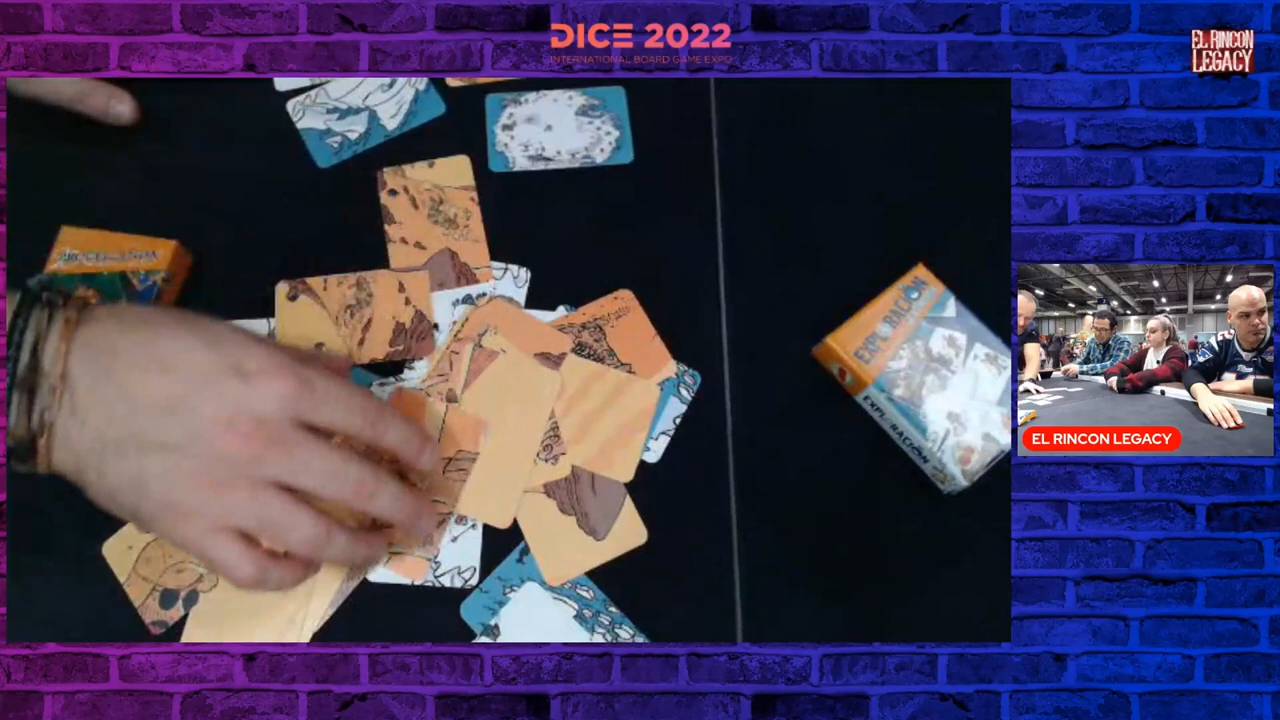 DICE 2022
INTERNATIONAL BOARD GAME EXPO
EL RINCON
LEGACY
EXPLORACIÓN
EXPLORACIÓN
EL RINCON LEGACY